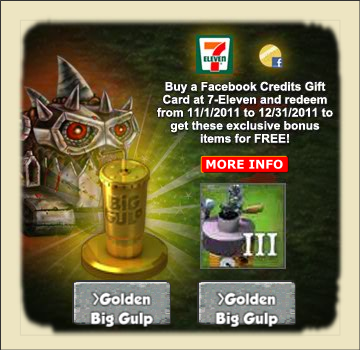 7
ELEVEN
f
Buy a Facebook Credits Gift
Card at 7-Eleven and redeem
from 11/1/2011 to 12/31/2011 to
get these exclusive bonus
items for FREE!
MORE INFO
BIG
GULP
III
>Golden
Big Gulp
>Golden
Big Gulp